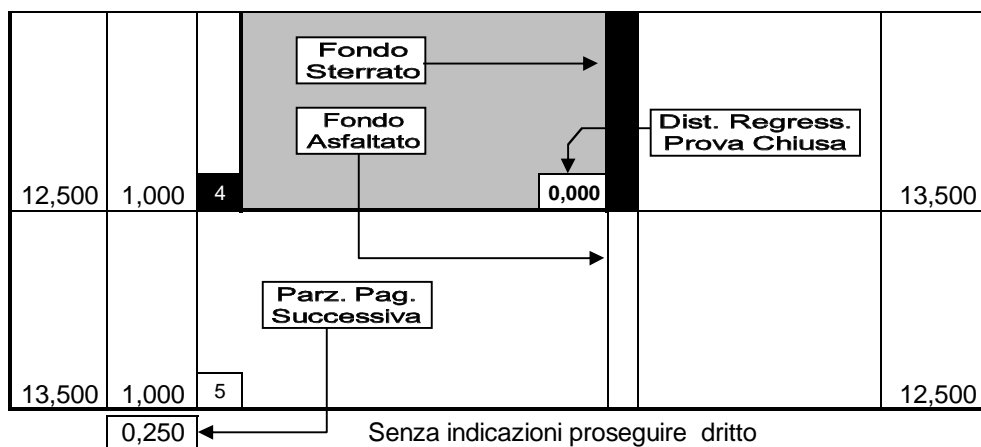 Fondo
Sterrato
Fondo
Asfaltato
Dist. Regress.
Prova Chiusa
12,500 1,000 4 0,000 13,500
Parz. Pag.
Successiva
13,500 1,000 5 12,500
0,250 Senza indicazioni proseguire dritto